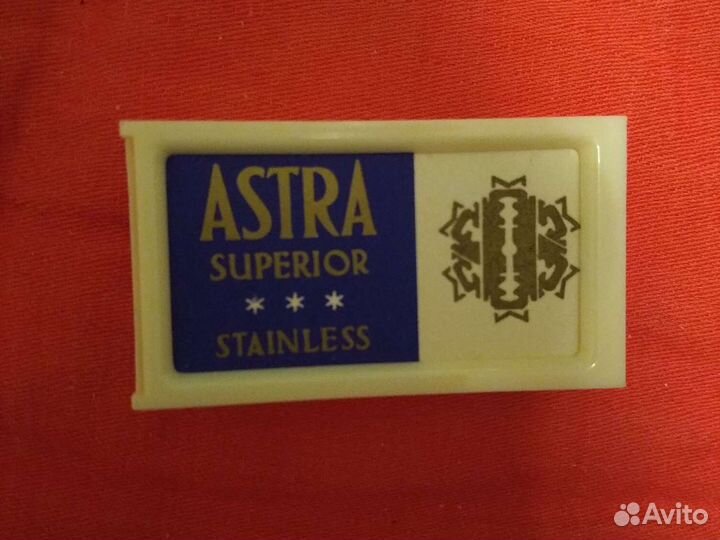 ASTRA
SUPERIOR
* * *
STAINLESS
Avito